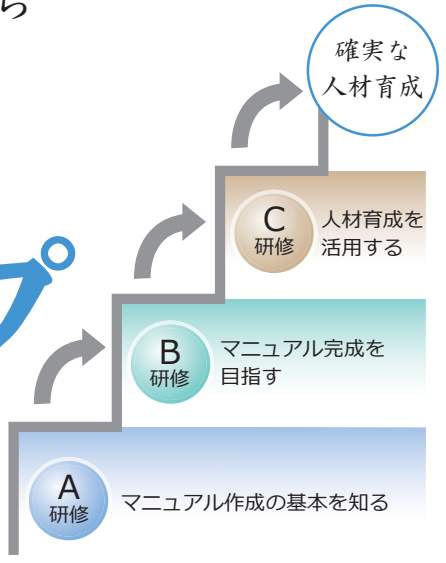 ら
確実な
人材育成
C
研修
人材育成を
活用する
プ
B
研修
マニュアル完成を
目指す
A
研修
マニュアル作成の基本を知る